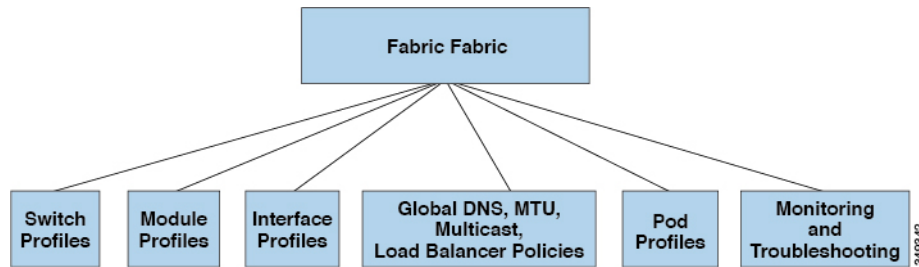 Fabric Fabric
Switch
Profiles
Module
Profiles
Interface
Profiles
Global DNS, MTU,
Multicast,
Load Balancer Policies
Pod
Profiles
Monitoring
and
Troubleshooting